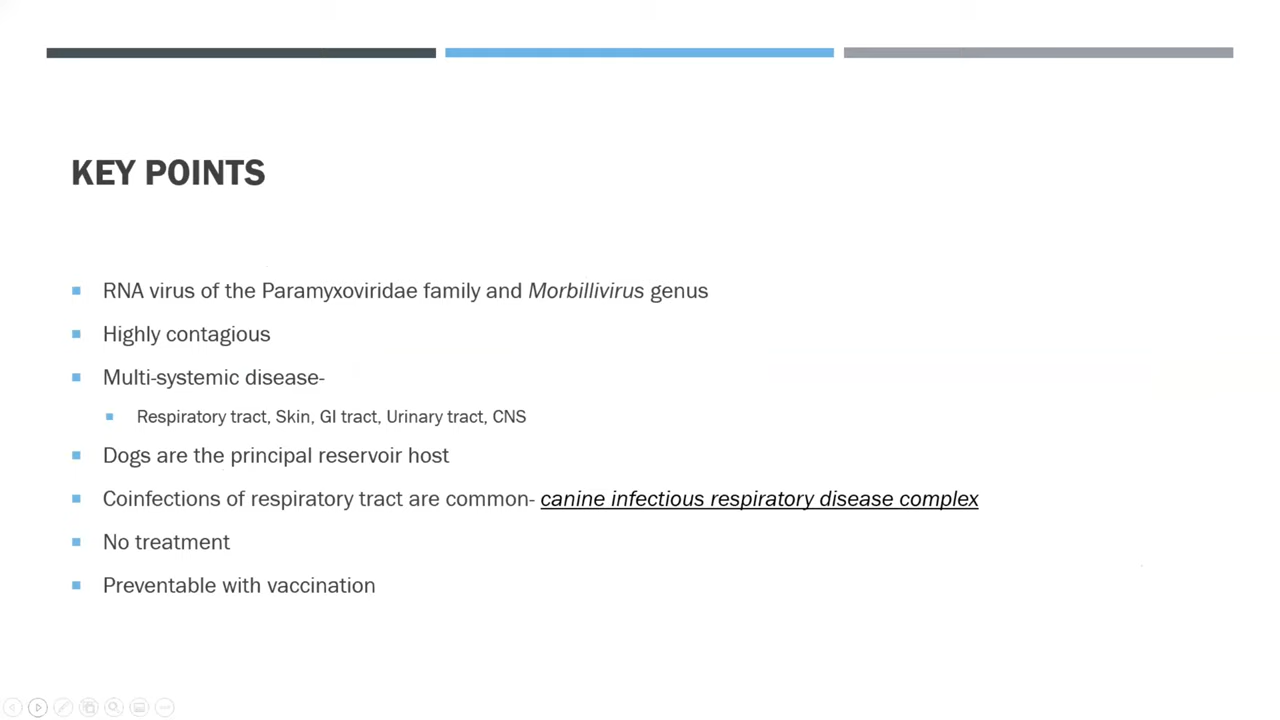 KEY POINTS
RNA virus of the Paramyxoviridae family and Morbillivirus genus
Highly contagious
Multi-systemic disease-
Respiratory tract, Skin, GI tract, Urinary tract, CNS
Dogs are the principal reservoir host
Coinfections of respiratory tract are common- canine infectious respiratory disease complex
No treatment
Preventable with vaccination